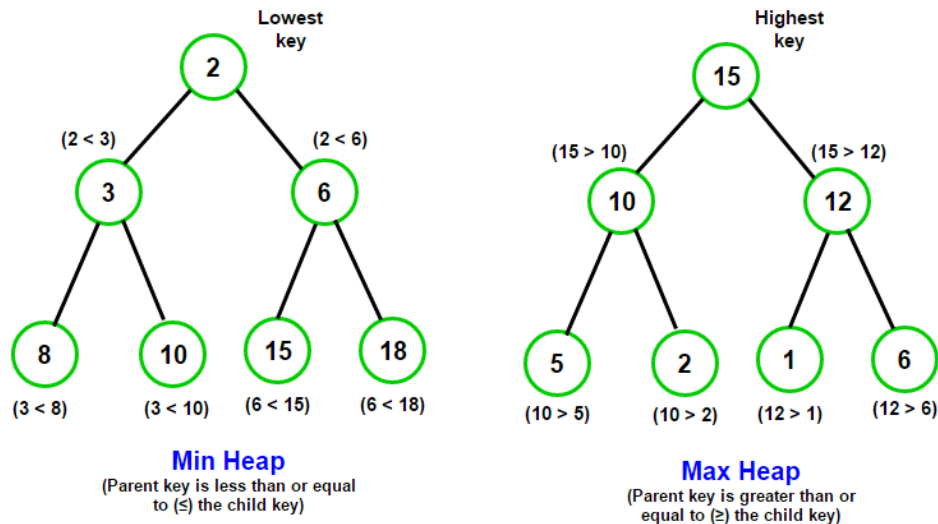 Lowest
key
2
(2 < 3)
(2 < 6)
3
6
8
10
15
18
(3 < 8)
(3 < 10)
(6 < 15)
(6 < 18)
Min Heap
(Parent key is less than or equal
to (≤) the child key)
Highest
key
15
(15 > 10)
(15 > 12)
10
12
5
2
1
6
(10 > 5)
(10 > 2)
(12 > 1)
(12 > 6)
Max Heap
(Parent key is greater than or
equal to (≥) the child key)